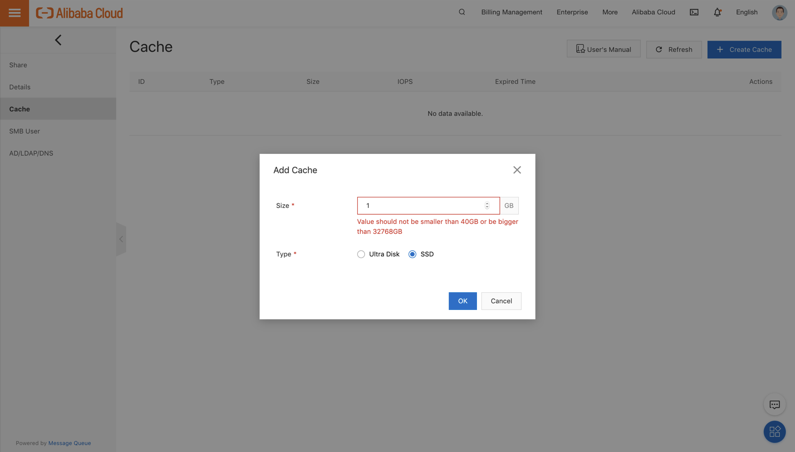 Alibaba Cloud
Billing Management
Enterprise
More
Alibaba Cloud
English
Share
Details
Cache
SMB User
AD/LDAP/DNS
Powered by Message Queue
Cache
User's Manual
Refresh
Create Cache
ID Type Size IOPS Expired Time Actions
No data available.
Add Cache
Size *
1
GB
Value should not be smaller than 40GB or be bigger
than 32768GB
Type *
Ultra Disk
SSD
OK
Cancel